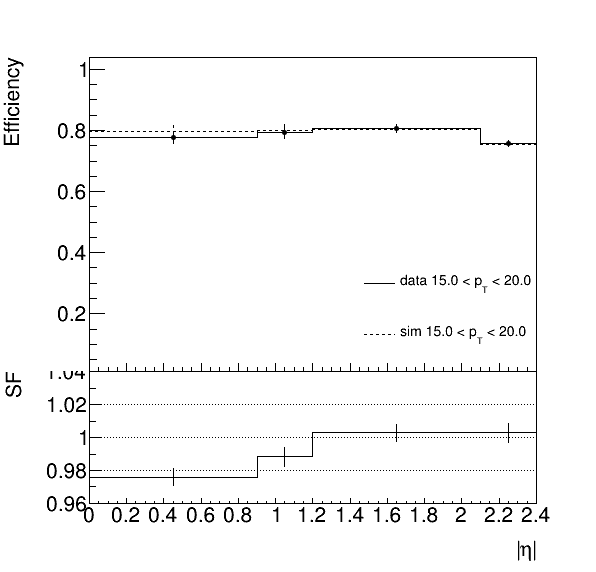 Efficiency
1
0.8
0.6
0.4
0.2
data 15.0 < pT < 20.0
sim 15.0 < pT < 20.0
SF
1.04
1.02
1
0.98
0.96
0 0.2 0.4 0.6 0.8 1 1.2 1.4 1.6 1.8 2 2.2 2.4
|η|